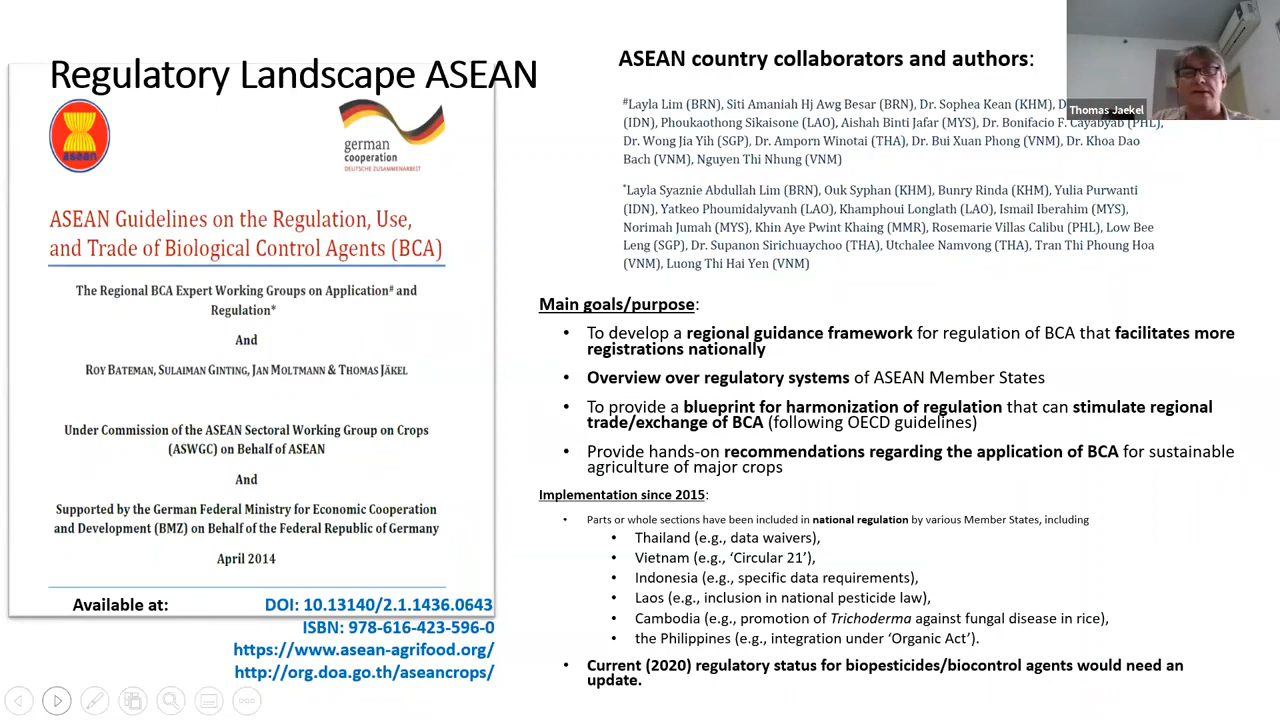 Regulatory Landscape ASEAN
asean
german
cooperation
DEUTSCHE ZUSAMMENARBEIT
ASEAN Guidelines on the Regulation, Use,
and Trade of Biological Control Agents (BCA)
The Regional BCA Expert Working Groups on Application# and
Regulation*
And
ROY BATEMAN, SULAIMAN GINTING, JAN MOLTMANN & THOMAS JÄKEL
Under Commission of the ASEAN Sectoral Working Group on Crops
(ASWGC) on Behalf of ASEAN
And
Supported by the German Federal Ministry for Economic Cooperation
and Development (BMZ) on Behalf of the Federal Republic of Germany
April 2014
Available at: DOI: 10.13140/2.1.1436.0643
ISBN: 978-616-423-596-0
https://www.asean-agrifood.org/
http://org.doa.go.th/aseancrops/
ASEAN country collaborators and authors:
#Layla Lim (BRN), Siti Amaniah Hj Awg Besar (BRN), Dr. Sophea Kean (KHM),
(IDN), Phoukaothong Sikaisone (LAO), Aishah Binti Jafar (MYS), Dr. Bonifacio F. Cayabyab (PHL),
Dr. Wong Jia Yih (SGP), Dr. Amporn Winotai (THA), Dr. Bui Xuan Phong (VNM), Dr. Khoa Dao
Bach (VNM), Nguyen Thi Nhung (VNM)
*Layla Syaznie Abdullah Lim (BRN), Ouk Syphan (KHM), Bunry Rinda (KHM), Yulia Purwanti
(IDN), Yatkeo Phoumidalyvanh (LAO), Khamphoui Longlath (LAO), Ismail Iberahim (MYS),
Norimah Jumah (MYS), Khin Aye Pwint Khaing (MMR), Rosemarie Villas Calibu (PHL), Low Bee
Leng (SGP), Dr. Supanon Sirichuaychoo (THA), Utchalee Namvong (THA), Tran Thi Phoung Hoa
(VNM), Luong Thi Hai Yen (VNM)
Thomas Jaekel
Main goals/purpose:
• To develop a regional guidance framework for regulation of BCA that facilitates more
registrations nationally
• Overview over regulatory systems of ASEAN Member States
• To provide a blueprint for harmonization of regulation that can stimulate regional
trade/exchange of BCA (following OECD guidelines)
• Provide hands-on recommendations regarding the application of BCA for sustainable
agriculture of major crops
Implementation since 2015:
• Parts or whole sections have been included in national regulation by various Member States, including
• Thailand (e.g., data waivers),
• Vietnam (e.g., ‘Circular 21’),
• Indonesia (e.g., specific data requirements),
• Laos (e.g., inclusion in national pesticide law),
• Cambodia (e.g., promotion of Trichoderma against fungal disease in rice),
• the Philippines (e.g., integration under ‘Organic Act’).
• Current (2020) regulatory status for biopesticides/biocontrol agents would need an
update.